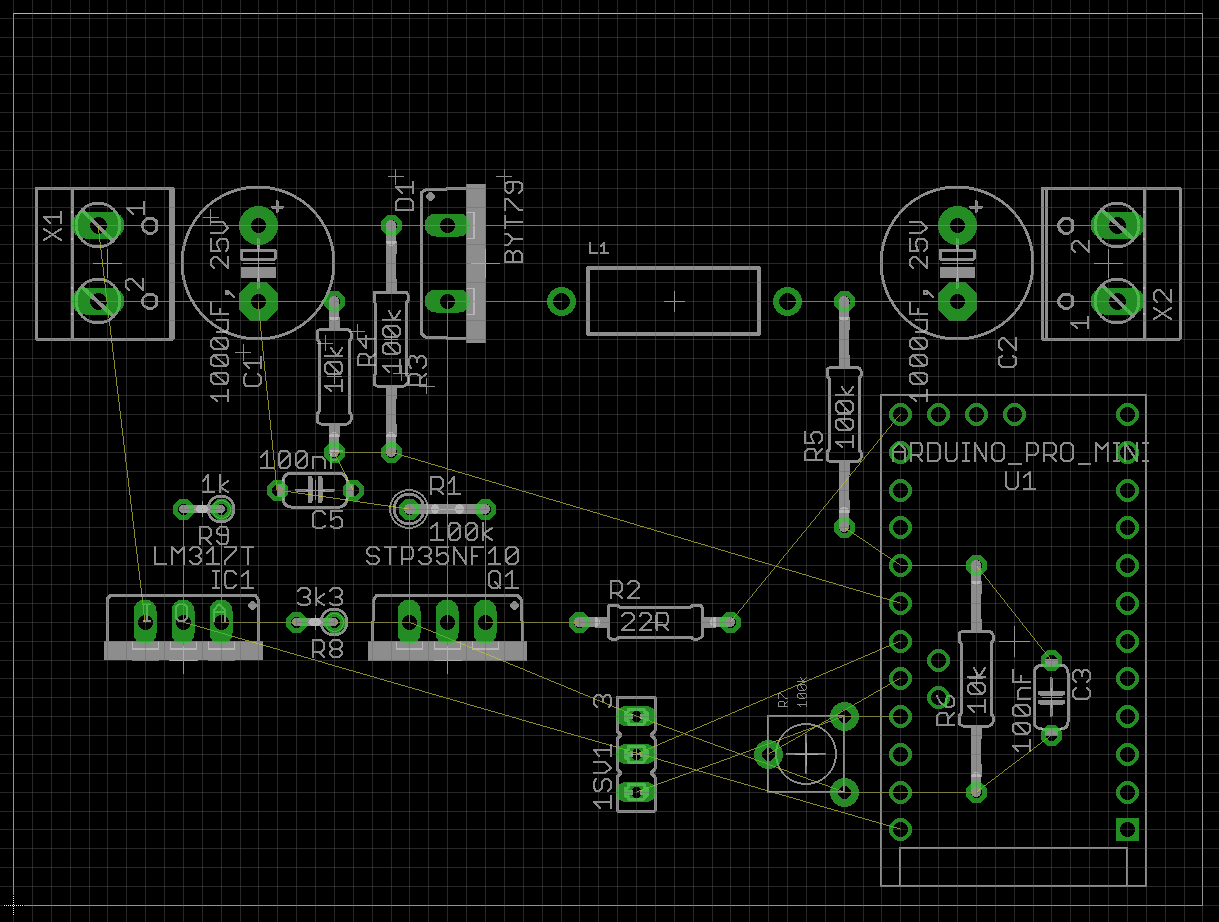 X1
1
2
1000uF, 25V
C1
D1
BYT79
10k
R4
100k
R3
L1
1000uF, 25V
C2
2
1
X2
R5
100k
ARDUINO_PRO_MINI
U1
100nF
C5
1k
R9
R1
100k
LM317T
IC1
STP35NF10
Q1
I O A
3k3
R8
R2
22R
3
1
SV1
R7
100k
R6
10k
100nF
C3